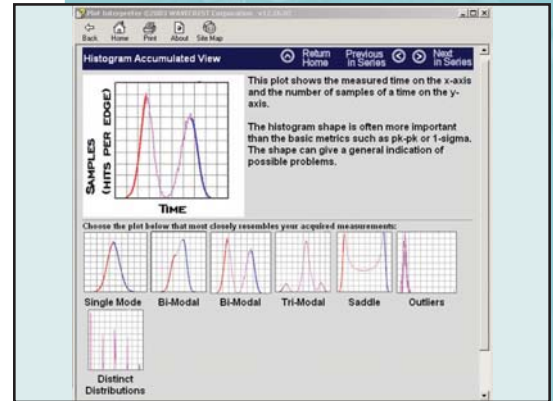 Plot Interpreter ©2003 WAVECREST Corporation v1.16.02
Back Home Print About Site Map
Histogram Accumulated View
Return Home
Previous in Series
Next in Series
This plot shows the measured time on the x-axis
and the number of samples of a time on the y-
axis.
The histogram shape is often more important
than the basic metrics such as pk-pk or 1-sigma.
The shape can give a general indication of
possible problems.
SAMPLES
(HITS PER EDGE)
TIME
Choose the plot below that most closely resembles your acquired measurements:
Single Mode Bi-Modal Bi-Modal Tri-Modal Saddle Outliers
Distinct
Distributions